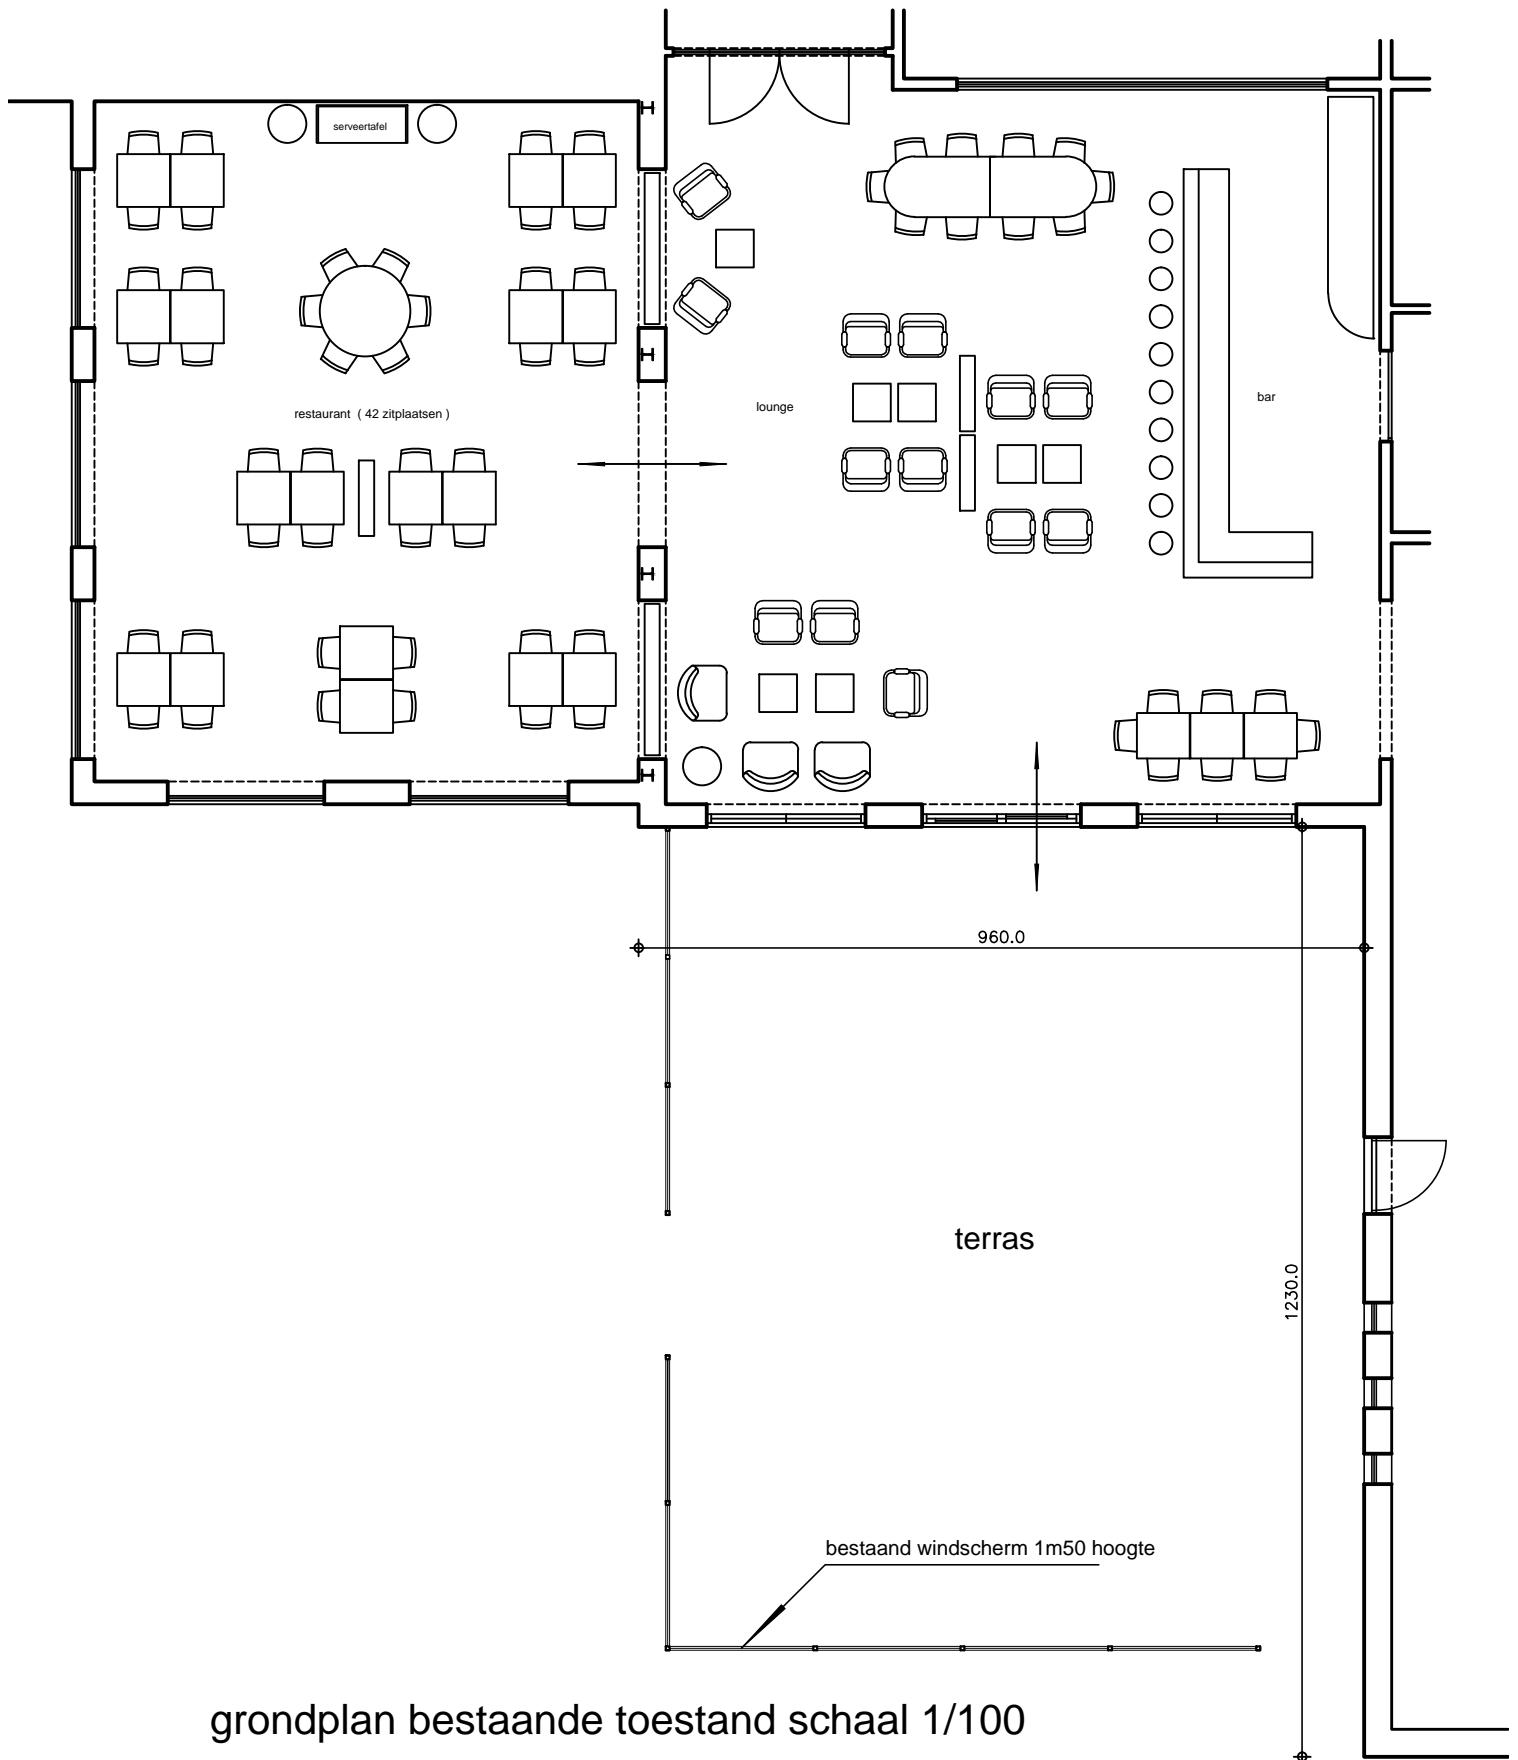 serveertafel
restaurant ( 42 zitplaatsen )
lounge
bar
960.0
terras
1230.0
bestaand windscherm 1m50 hoogte
grondplan bestaande toestand schaal 1/100